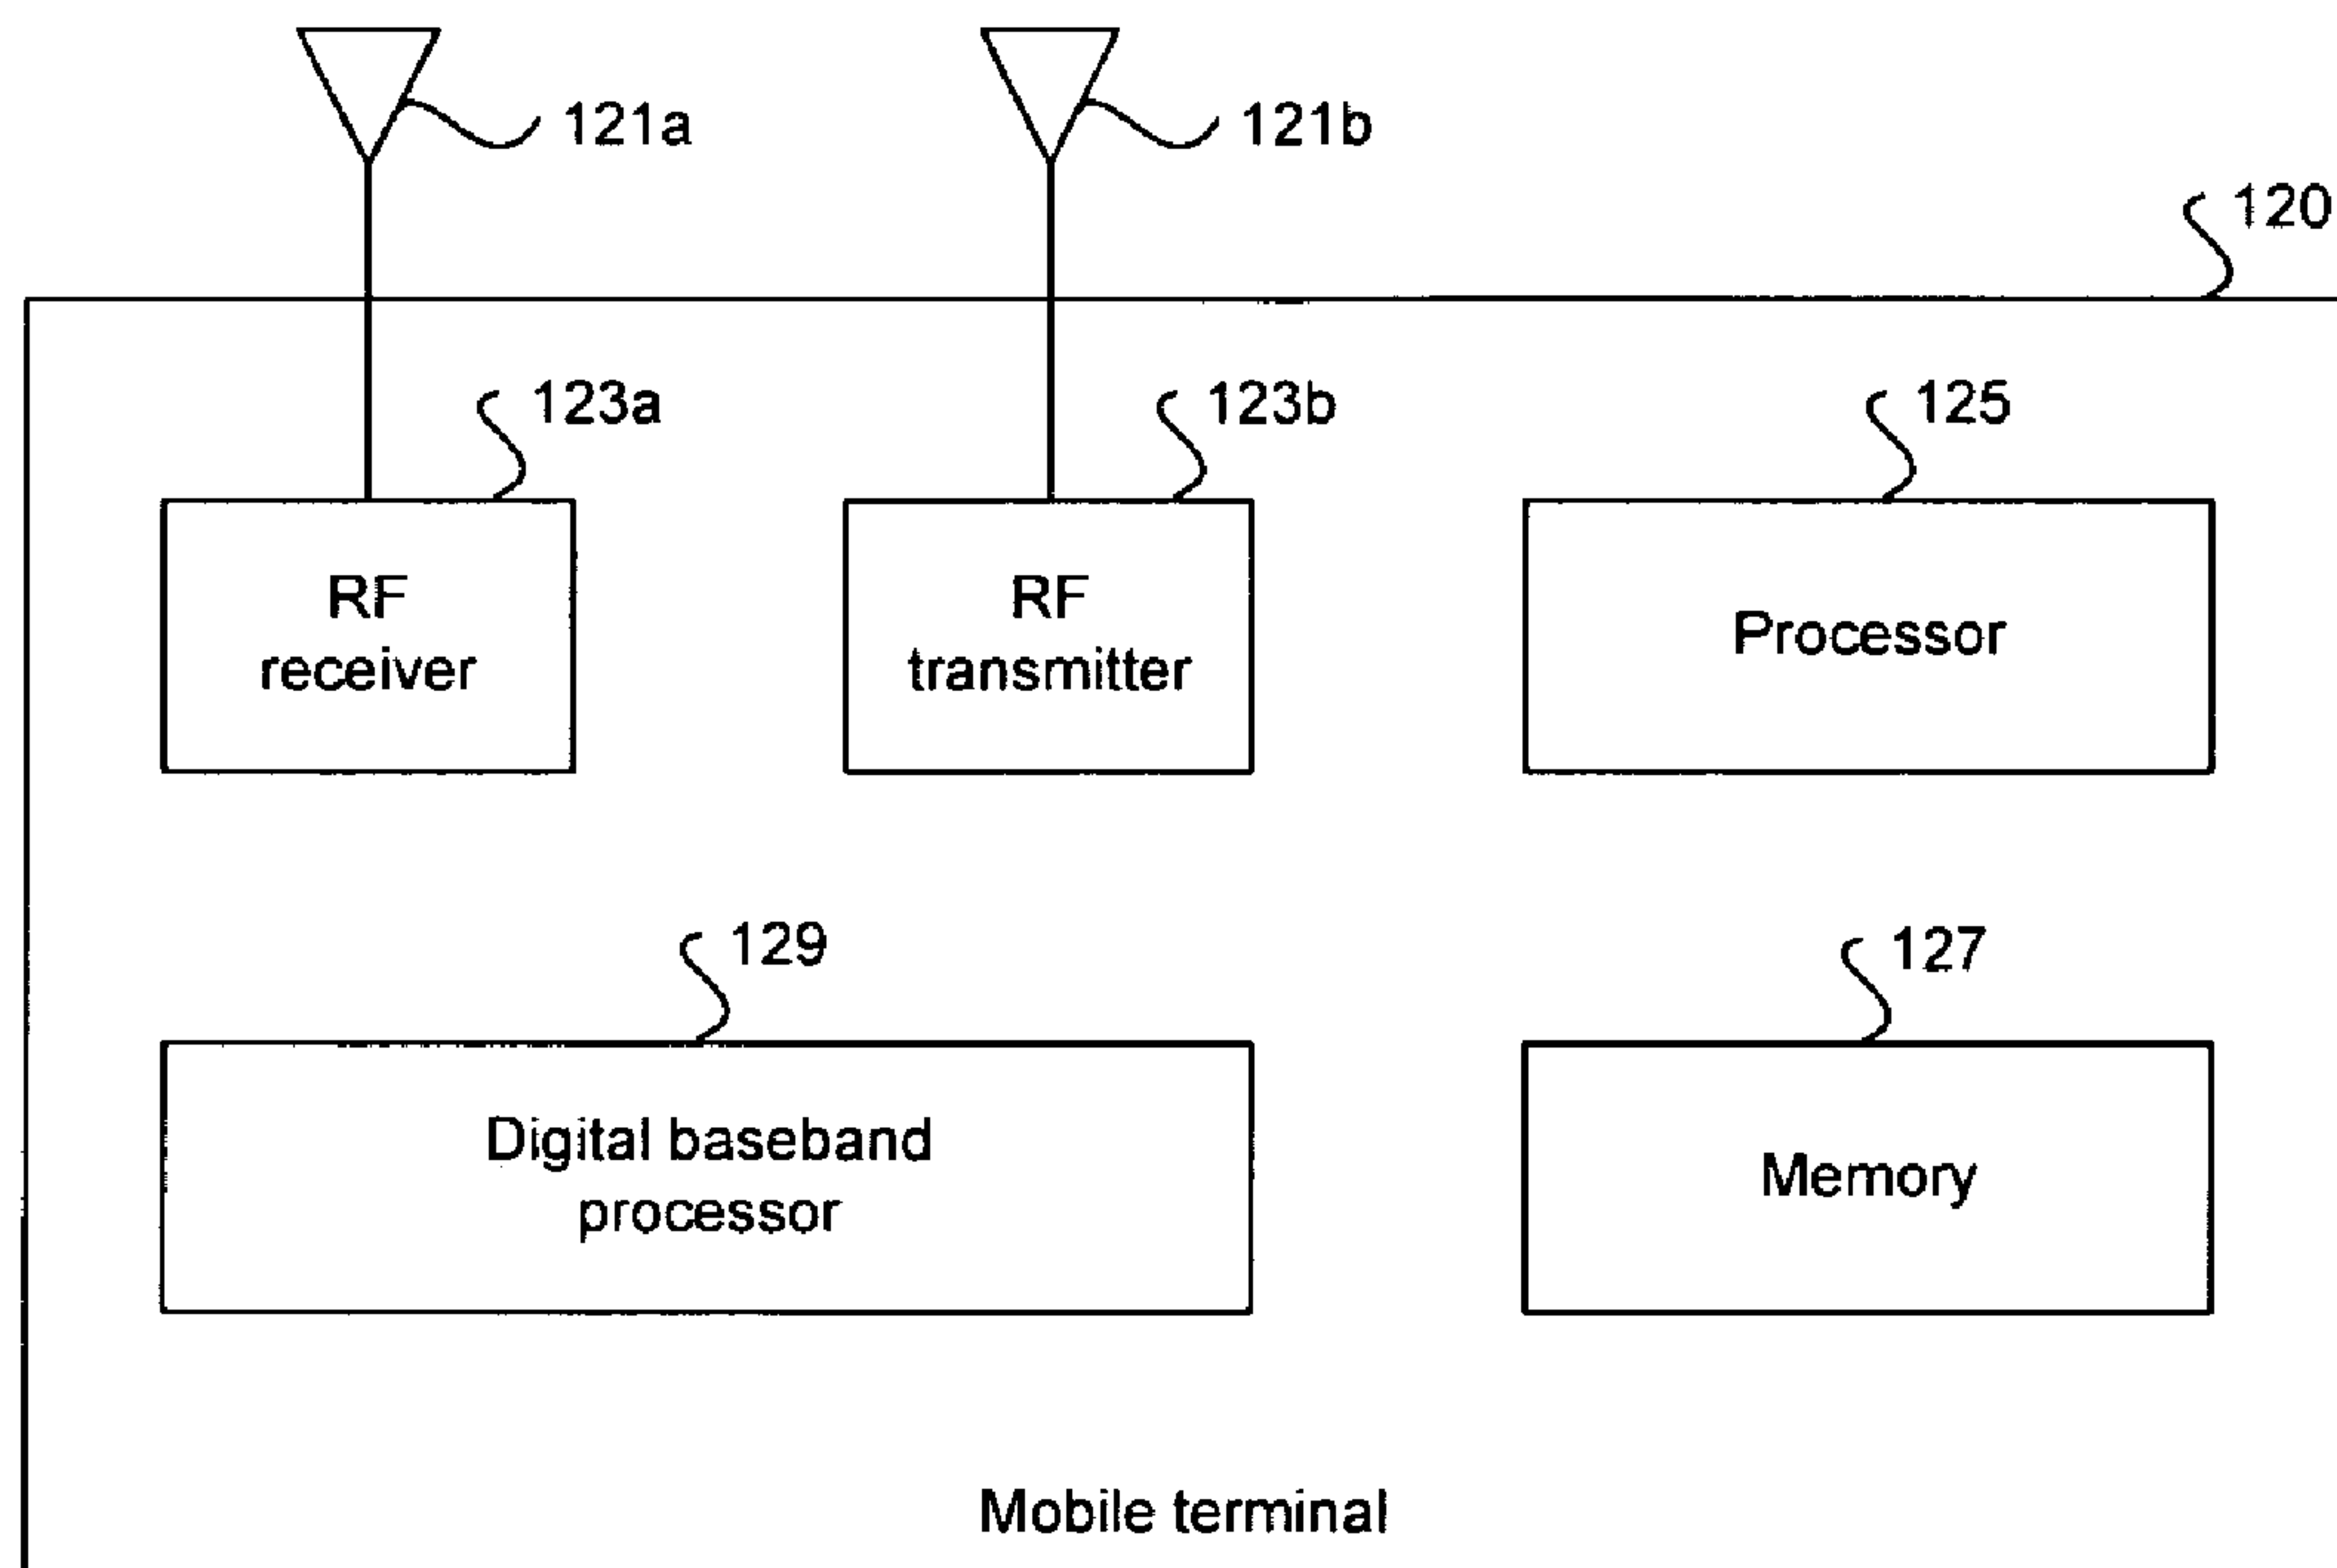 121a
121b
120
123a
123b
125
RF
receiver
RF
transmitter
Processor
129
127
Digital baseband
processor
Memory
Mobile terminal